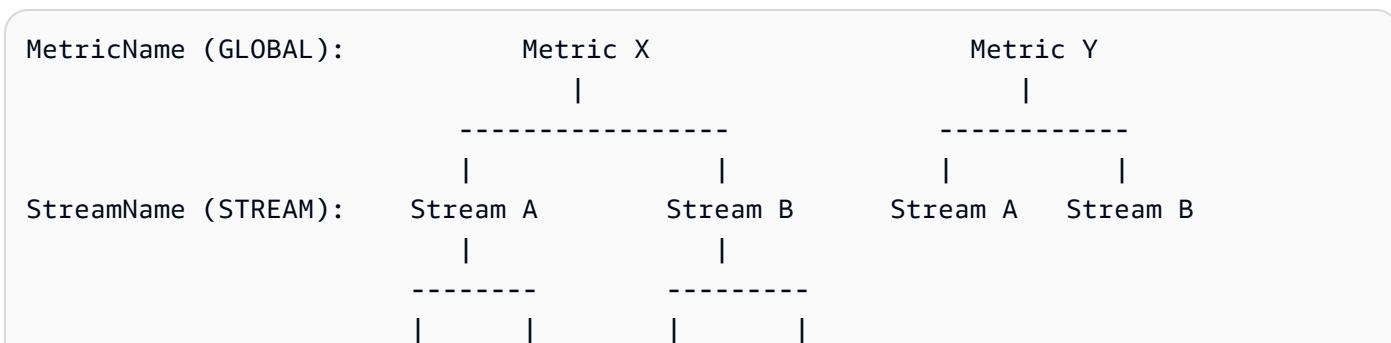 MetricName (GLOBAL): Metric X Metric Y
| |
----------------- ------------
| | | |
StreamName (STREAM): Stream A Stream B Stream A Stream B
| |
-------- ---------
| | | |